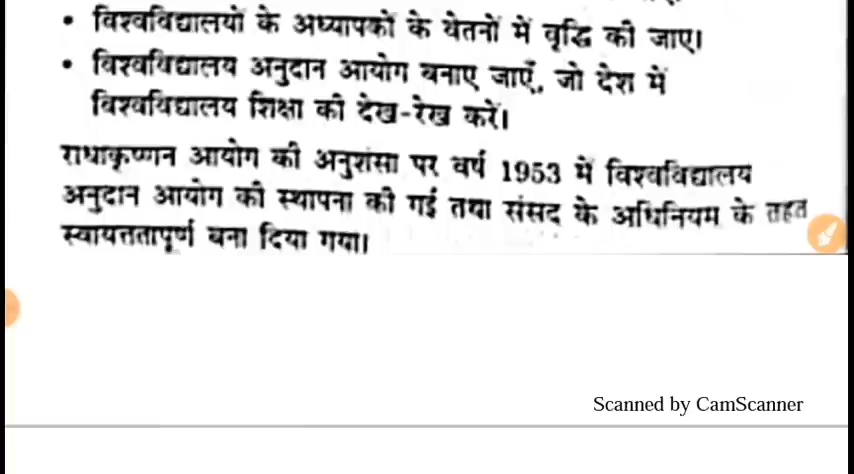 • विश्वविद्यालयों के अध्यापकों के वेतनों में वृद्धि की जाए।
• विश्वविद्यालय अनुदान आयोग बनाए जाएँ, जो देश में
विश्वविद्यालय शिक्षा की देख-रेख करें।
राधाकृष्णन आयोग की अनुशंसा पर वर्ष 1953 में विश्वविद्यालय
अनुदान आयोग की स्थापना की गई तथा संसद के अधिनियम के तहत
स्वायत्ततापूर्ण बना दिया गया।
Scanned by CamScanner